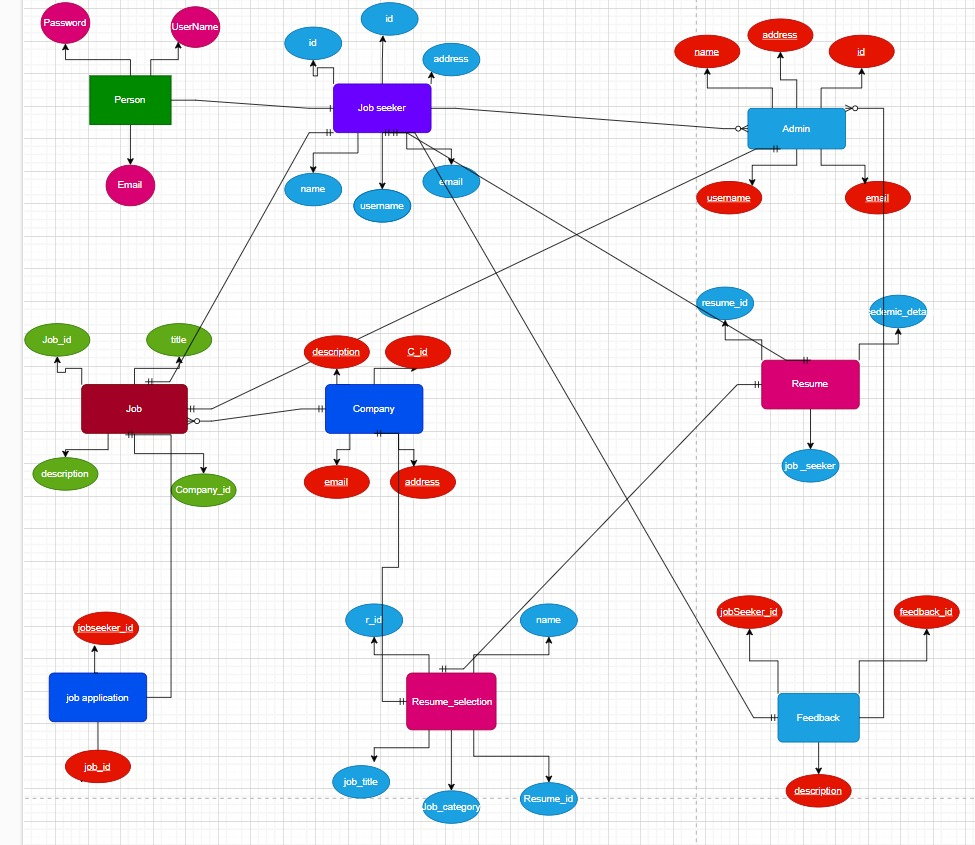 Password
UserName
id
id
address
name
address
id
Person
Job seeker
Admin
Email
name
username
email
username
email
resume_id
cedemic_deta
Job_id
title
description
C_id
Job
Company
Resume
description
Company_id
email
address
job _seeker
jobseeker_id
r_id
name
jobSeeker_id
feedback_id
job application
Resume_selection
Feedback
job_id
job_title
Job_category
Resume_id
description